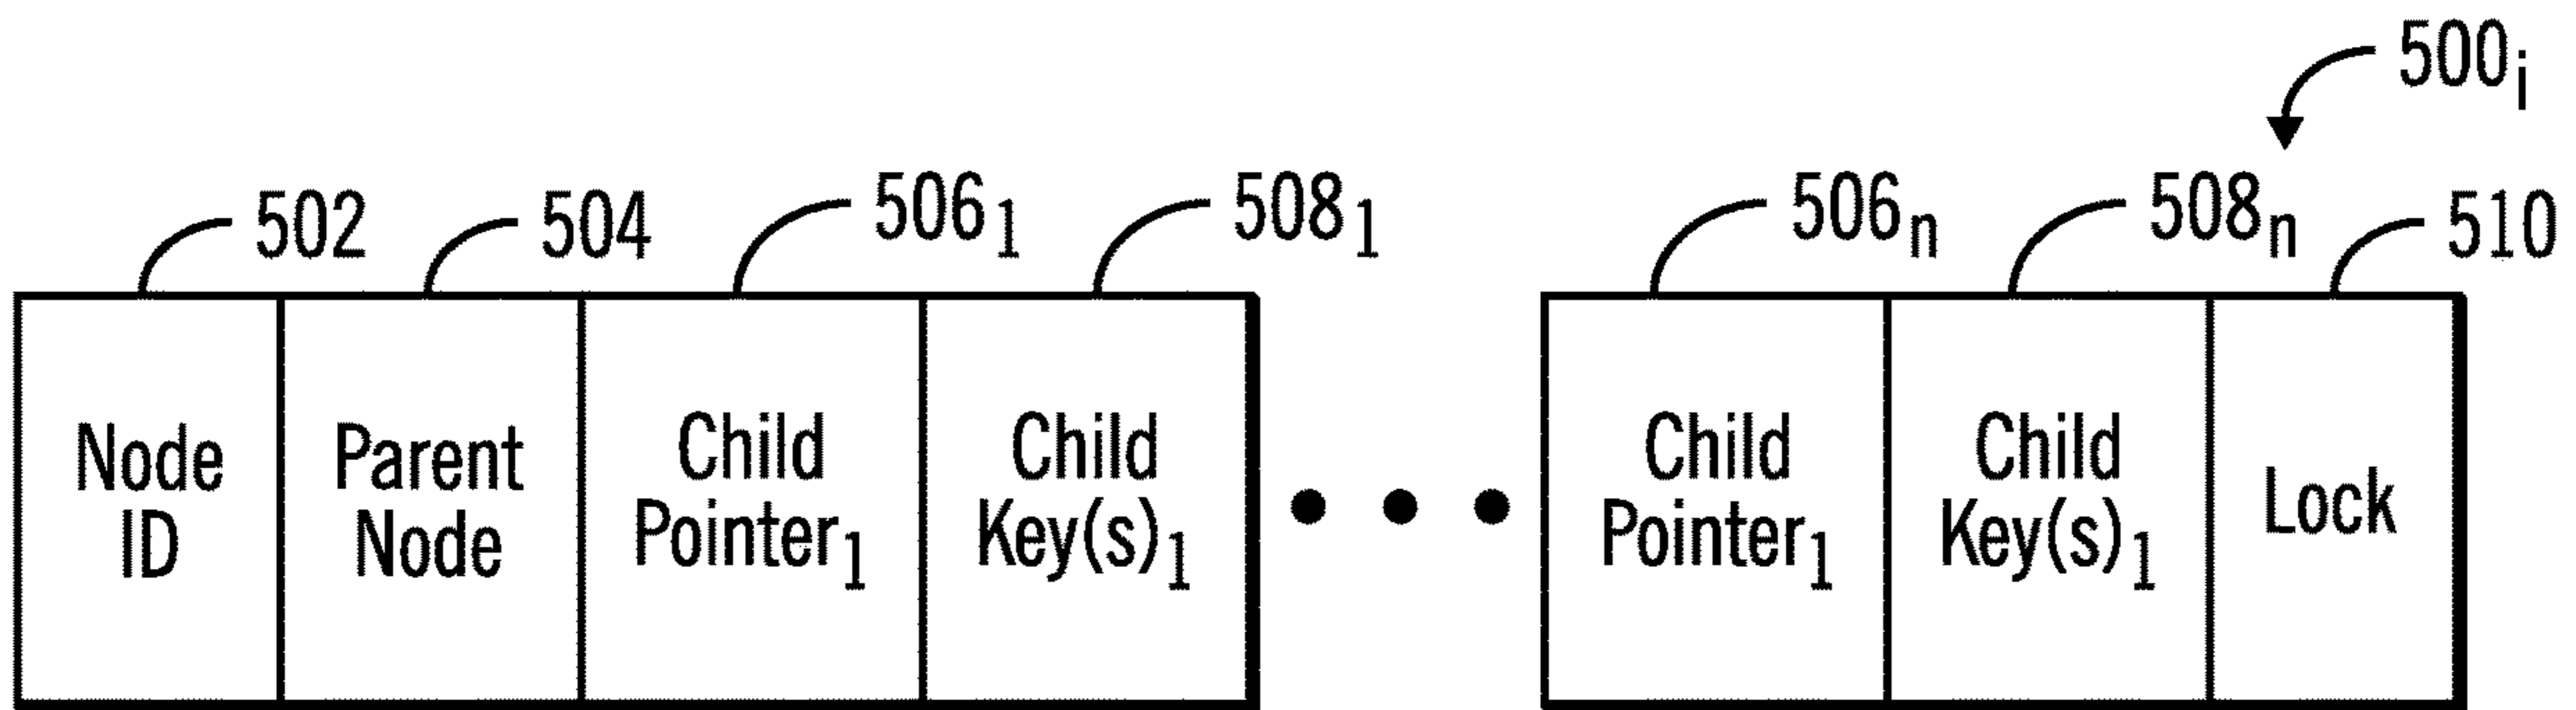 500i
502 504 506₁ 508₁ 506n 508n 510
Node ID
Parent Node
Child Pointer₁
Child Key(s)₁
Child Pointer₁
Child Key(s)₁
Lock